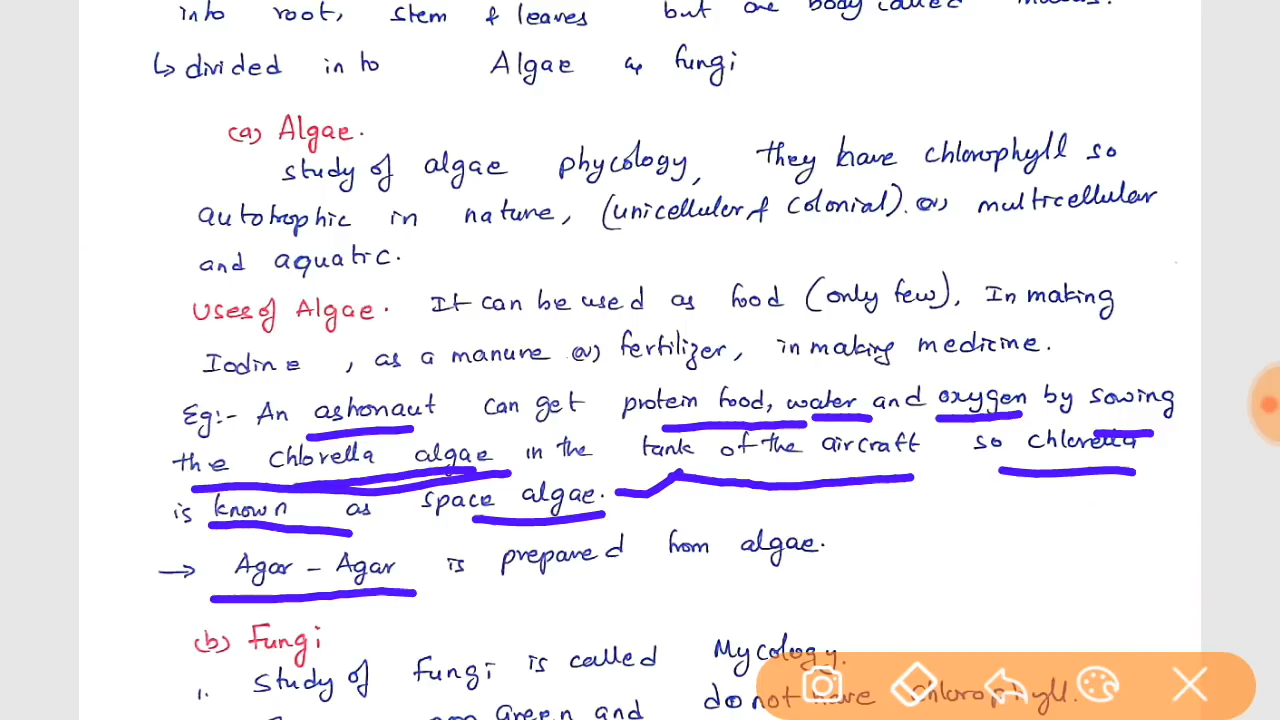 into root, stem & leaves but one body called
↳ divided in to Algae & fungi
(a) Algae.
study of algae phycology, they have chlorophyll so
autotrophic in nature, (unicellular & colonial). (or) multicellular
and aquatic.
Uses of Algae. It can be used as food (only few), In making
Iodine, as a manure (or) fertilizer, in making medicine.
Eg:- An astronaut can get protein food, water and oxygen by sowing
the chlorella algae in the tank of the aircraft so chlorella
is known as space algae.
→ Agar - Agar is prepared from algae.
(b) Fungi
1. study of fungi is called Mycology.
Green and do not have chlorophyll.